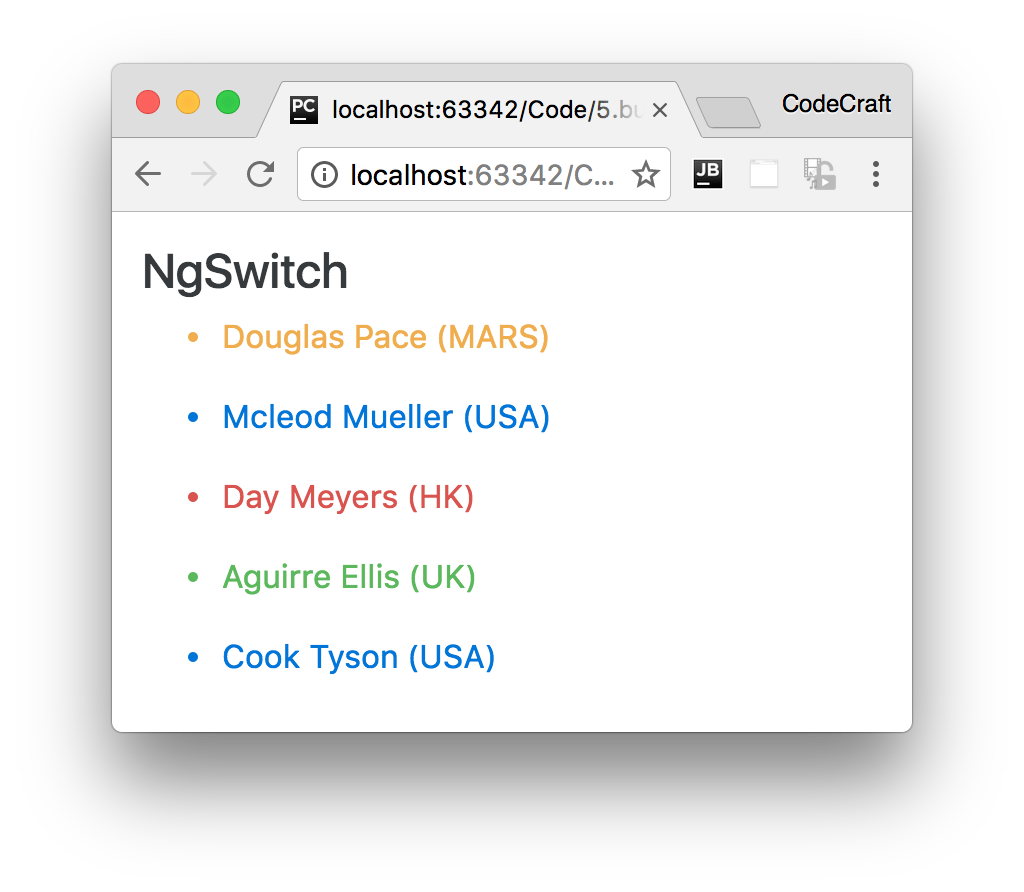 PC localhost:63342/Code/5.bu CodeCraft
localhost:63342/C... JB
NgSwitch
• Douglas Pace (MARS)
• Mcleod Mueller (USA)
• Day Meyers (HK)
• Aguirre Ellis (UK)
• Cook Tyson (USA)